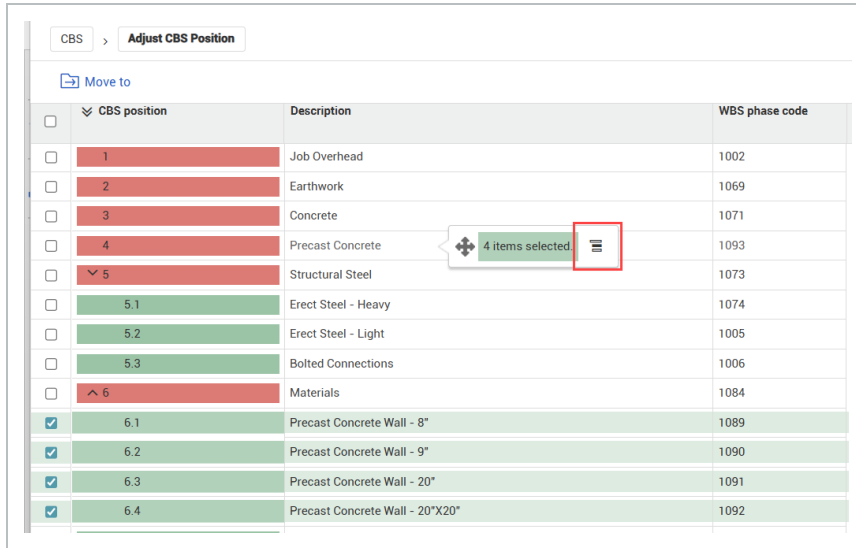 CBS > Adjust CBS Position
Move to
CBS position Description WBS phase code
1 Job Overhead 1002
2 Earthwork 1069
3 Concrete 1071
4 Precast Concrete 4 items selected. 1093
5 Structural Steel 1073
5.1 Erect Steel - Heavy 1074
5.2 Erect Steel - Light 1005
5.3 Bolted Connections 1006
6 Materials 1084
6.1 Precast Concrete Wall - 8" 1089
6.2 Precast Concrete Wall - 9" 1090
6.3 Precast Concrete Wall - 20" 1091
6.4 Precast Concrete Wall - 20"X20" 1092